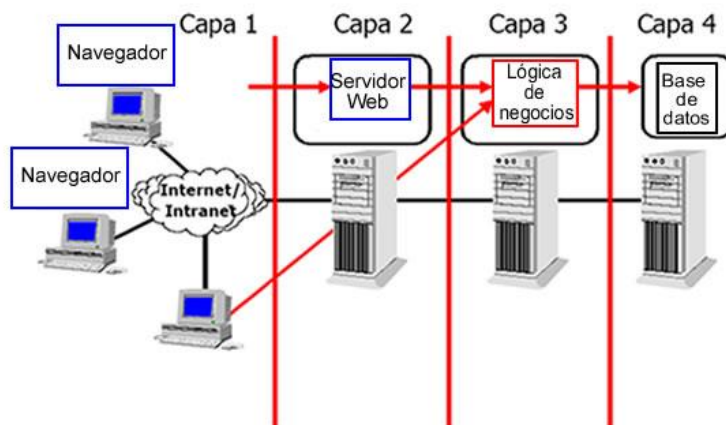 Capa 1
Capa 2
Capa 3
Capa 4
Navegador
Servidor
Web
Lógica
de
negocios
Base
de
datos
Navegador
Internet/
Intranet